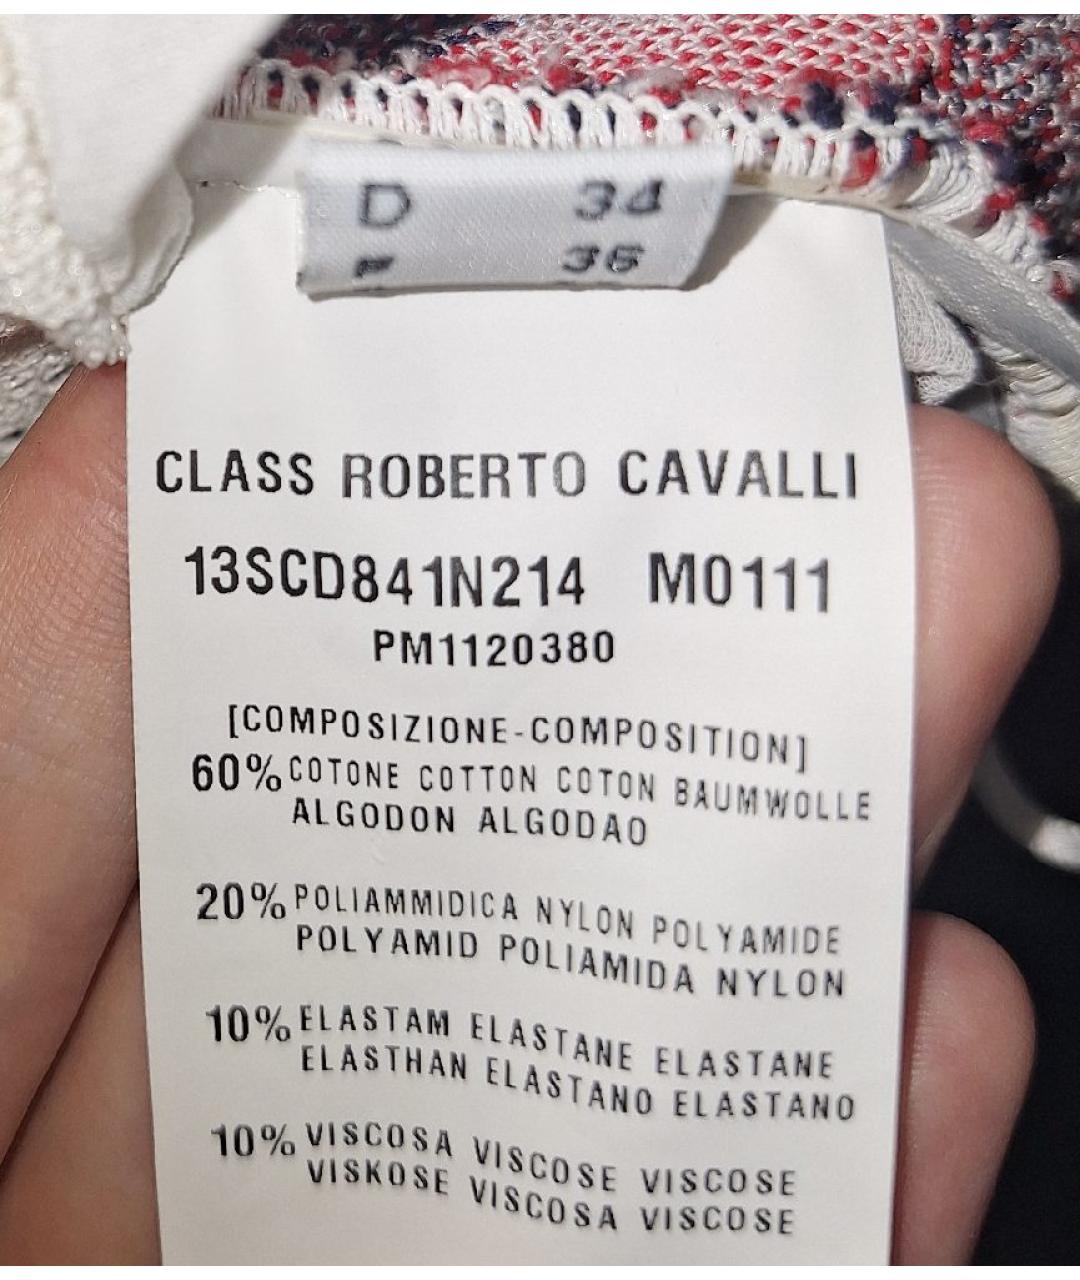 D 34
F 36
CLASS ROBERTO CAVALLI
13SCD841N214 M0111
PM1120380
[COMPOSIZIONE-COMPOSITION]
60% COTONE COTTON COTON BAUMWOLLE
ALGODON ALGODAO
20% POLIAMMIDICA NYLON POLYAMIDE
POLYAMID POLIAMIDA NYLON
10% ELASTAM ELASTANE ELASTANE
ELASTHAN ELASTANO ELASTANO
10% VISCOSA VISCOSE VISCOSE
VISKOSE VISCOSA VISCOSE